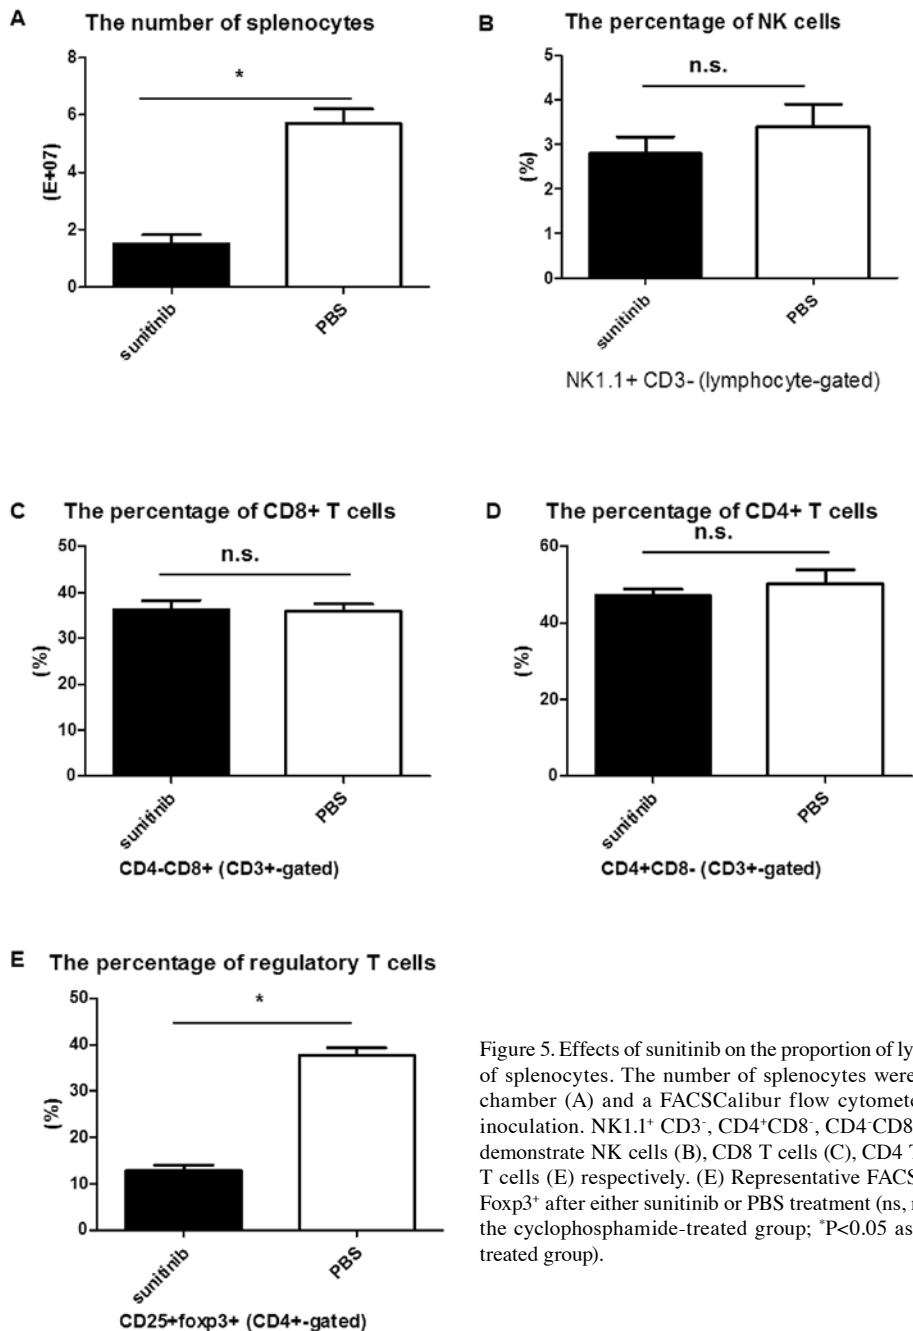 A
The number of splenocytes
*
8
6
4
2
0
(E+07)
sunitinib
PBS
B
The percentage of NK cells
n.s.
5
4
3
2
1
0
(%)
sunitinib
PBS
NK1.1+ CD3- (lymphocyte-gated)
C
The percentage of CD8+ T cells
n.s.
50
40
30
20
10
0
(%)
sunitinib
PBS
CD4-CD8+ (CD3+-gated)
D
The percentage of CD4+ T cells
n.s.
60
40
20
0
(%)
sunitinib
PBS
CD4+CD8- (CD3+-gated)
E
The percentage of regulatory T cells
*
50
40
30
20
10
0
(%)
sunitinib
PBS
CD25+foxp3+ (CD4+-gated)
Figure 5. Effects of sunitinib on the proportion of ly
of splenocytes. The number of splenocytes were
chamber (A) and a FACSCalibur flow cytomete
inoculation. NK1.1⁺ CD3⁻, CD4⁺CD8⁻, CD4⁻CD8
demonstrate NK cells (B), CD8 T cells (C), CD4 T
T cells (E) respectively. (E) Representative FACS
Foxp3⁺ after either sunitinib or PBS treatment (ns, n
the cyclophosphamide-treated group; *P<0.05 as
treated group).